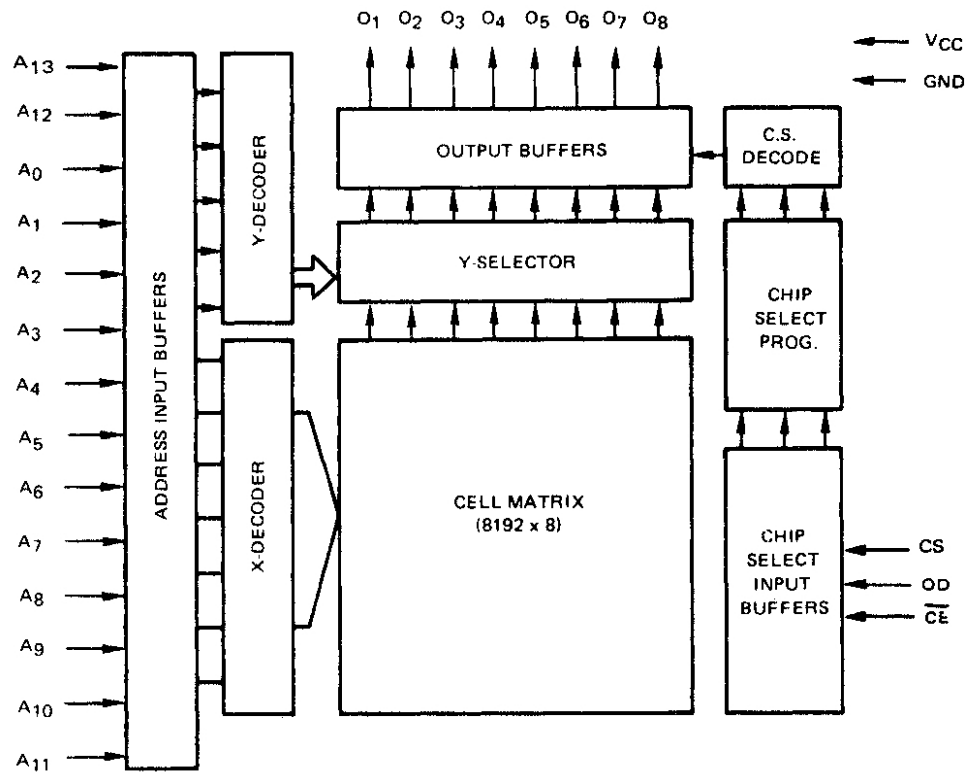 O1 O2 O3 O4 O5 O6 O7 O8
VCC
GND
A13
A12
A0
A1
A2
A3
A4
A5
A6
A7
A8
A9
A10
A11
ADDRESS INPUT BUFFERS
Y-DECODER
X-DECODER
OUTPUT BUFFERS
Y-SELECTOR
CELL MATRIX
(8192 x 8)
C.S.
DECODE
CHIP
SELECT
PROG.
CHIP
SELECT
INPUT
BUFFERS
CS
OD
C̅E̅